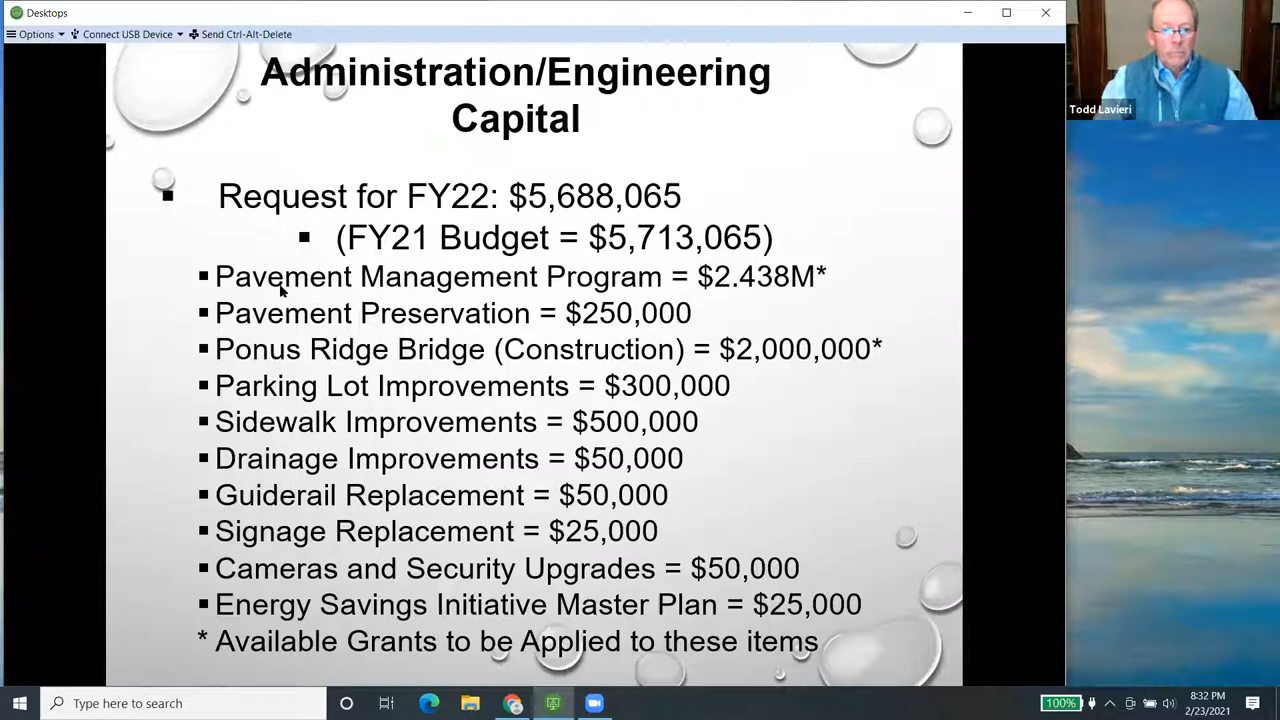 Desktops
Options Connect USB Device Send Ctrl-Alt-Delete
Todd Lavieri
Administration/Engineering
Capital
Request for FY22: $5,688,065
(FY21 Budget = $5,713,065)
Pavement Management Program = $2.438M*
Pavement Preservation = $250,000
Ponus Ridge Bridge (Construction) = $2,000,000*
Parking Lot Improvements = $300,000
Sidewalk Improvements = $500,000
Drainage Improvements = $50,000
Guiderail Replacement = $50,000
Signage Replacement = $25,000
Cameras and Security Upgrades = $50,000
Energy Savings Initiative Master Plan = $25,000
* Available Grants to be Applied to these items
Type here to search
100%
8:32 PM
2/23/2021